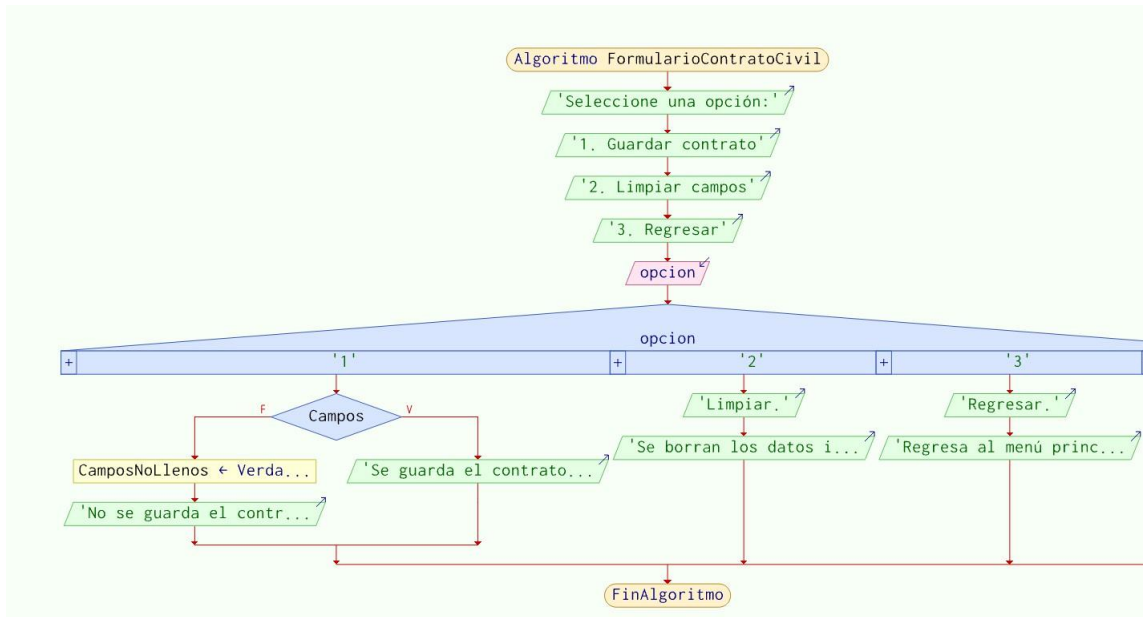 Algoritmo FormularioContratoCivil
'Seleccione una opción:'
'1. Guardar contrato'
'2. Limpiar campos'
'3. Regresar'
opcion
opcion
+ '1' + '2' + '3'
F Campos V
'Limpiar.'
'Regresar.'
CamposNoLlenos ← Verda...
'Se guarda el contrato...
'Se borran los datos i...
'Regresa al menú princ...
'No se guarda el contr...
FinAlgoritmo